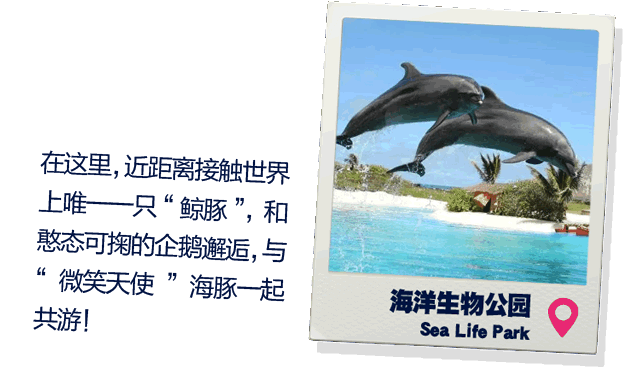 在这里，近距离接触世界
上唯一一只“鲸豚”，和
憨态可掬的企鹅邂逅，与
“微笑天使”海豚一起
共游！
海洋生物公园
Sea Life Park